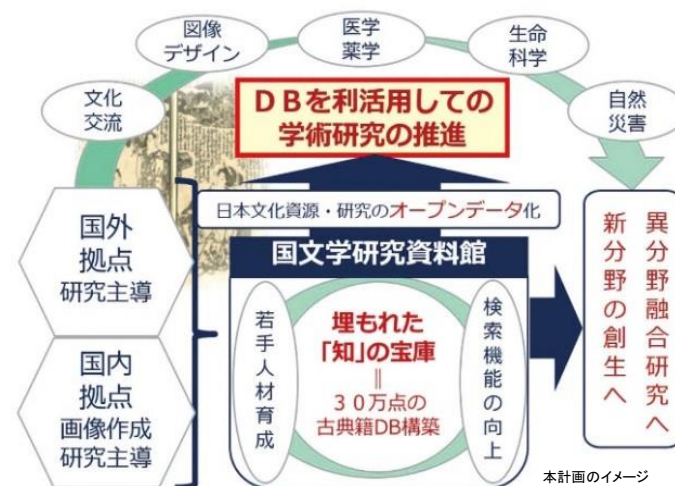 図像
デザイン
医学
薬学
生命
科学
文化
交流
自然
災害
DBを利活用しての
学術研究の推進
日本文化資源・研究のオープンデータ化
国文学研究資料館
国外
拠点
研究主導
国内
拠点
画像作成
研究主導
若手人材育成
埋もれた
「知」の宝庫
＝
３０万点の
古典籍DB構築
検索機能の向上
異分野融合研究へ
新分野の創生へ
本計画のイメージ